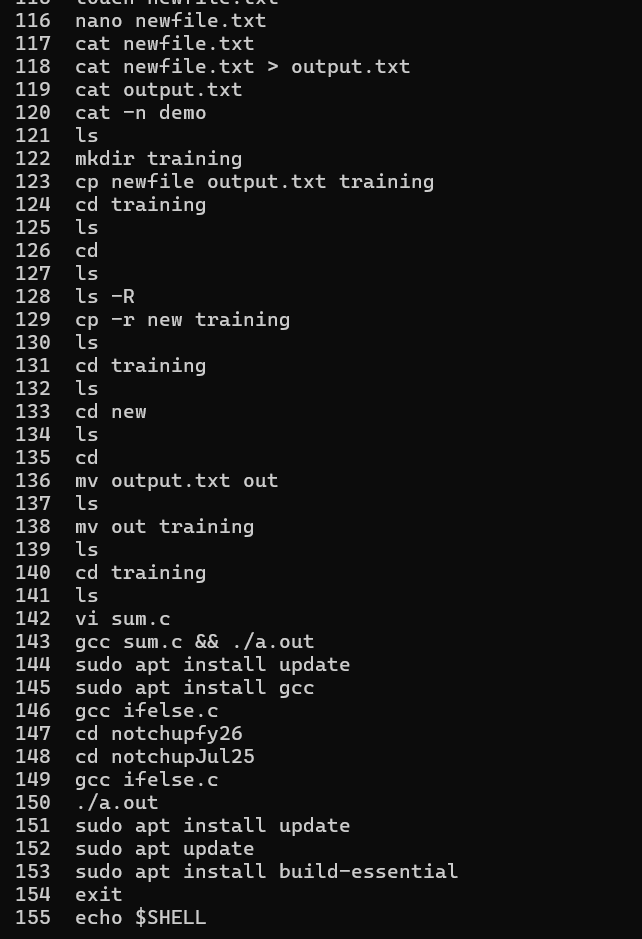 115  touch newfile.txt
116  nano newfile.txt
117  cat newfile.txt
118  cat newfile.txt > output.txt
119  cat output.txt
120  cat -n demo
121  ls
122  mkdir training
123  cp newfile output.txt training
124  cd training
125  ls
126  cd
127  ls
128  ls -R
129  cp -r new training
130  ls
131  cd training
132  ls
133  cd new
134  ls
135  cd
136  mv output.txt out
137  ls
138  mv out training
139  ls
140  cd training
141  ls
142  vi sum.c
143  gcc sum.c && ./a.out
144  sudo apt install update
145  sudo apt install gcc
146  gcc ifelse.c
147  cd notchupfy26
148  cd notchupJul25
149  gcc ifelse.c
150  ./a.out
151  sudo apt install update
152  sudo apt update
153  sudo apt install build-essential
154  exit
155  echo $SHELL